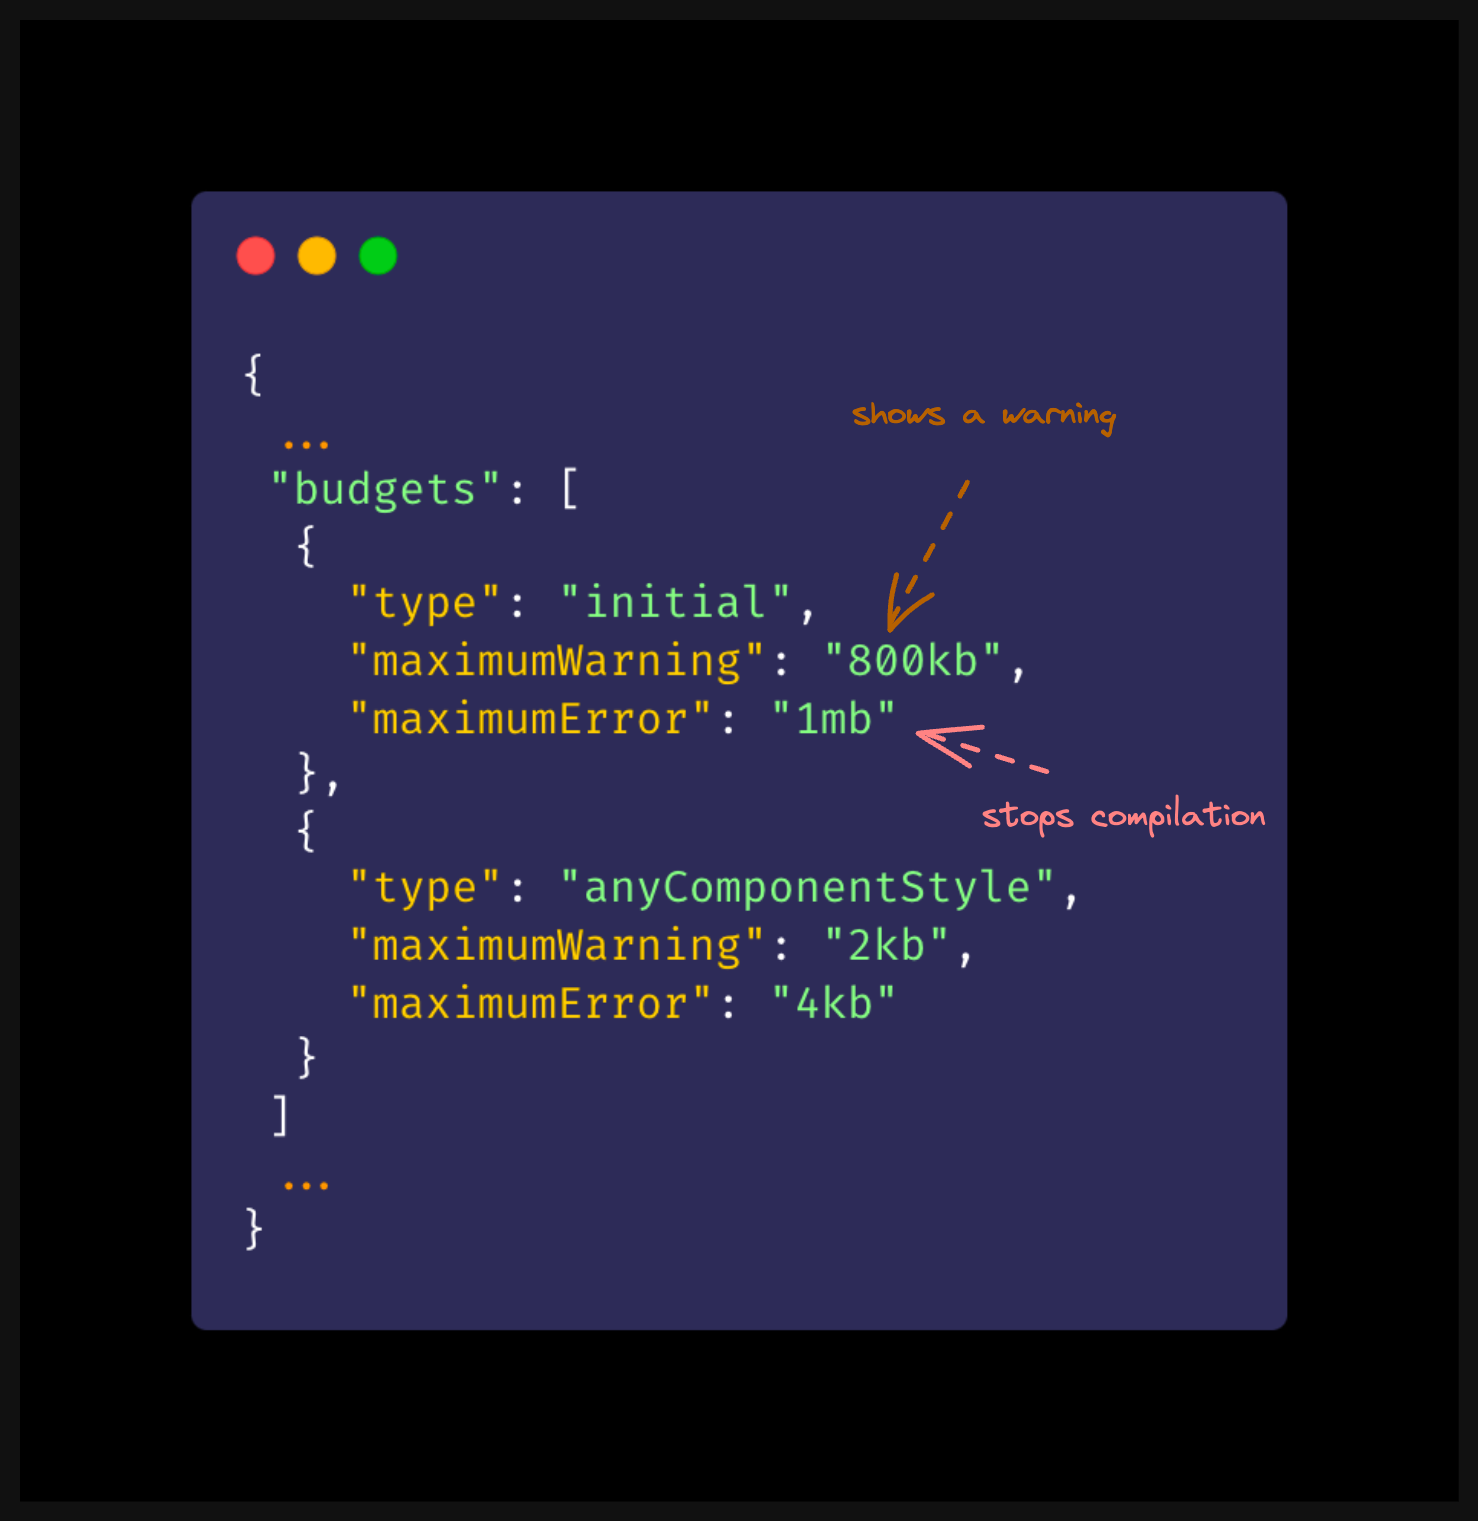 {
...
shows a warning
"budgets": [
{
"type": "initial",
"maximumWarning": "800kb",
"maximumError": "1mb"
},
stops compilation
{
"type": "anyComponentStyle",
"maximumWarning": "2kb",
"maximumError": "4kb"
}
]
...
}